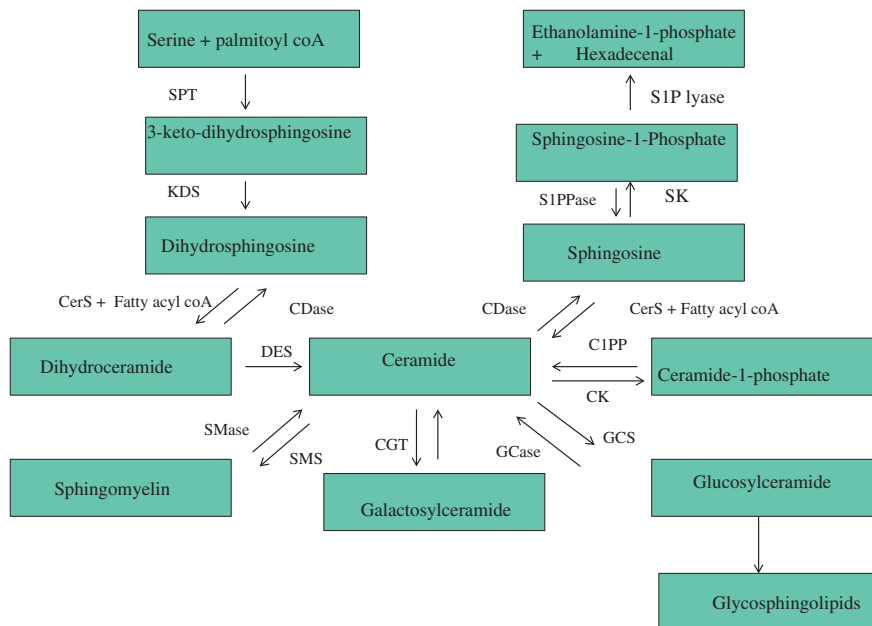 Serine + palmitoyl coA
Ethanolamine-1-phosphate
+ Hexadecenal
SPT
S1P lyase
3-keto-dihydrosphingosine
Sphingosine-1-Phosphate
KDS
S1PPase
SK
Dihydrosphingosine
Sphingosine
CerS + Fatty acyl coA
CDase
CDase
CerS + Fatty acyl coA
Dihydroceramide
DES
Ceramide
C1PP
Ceramide-1-phosphate
CK
SMase
SMS
CGT
GCase
GCS
Sphingomyelin
Galactosylceramide
Glucosylceramide
Glycosphingolipids